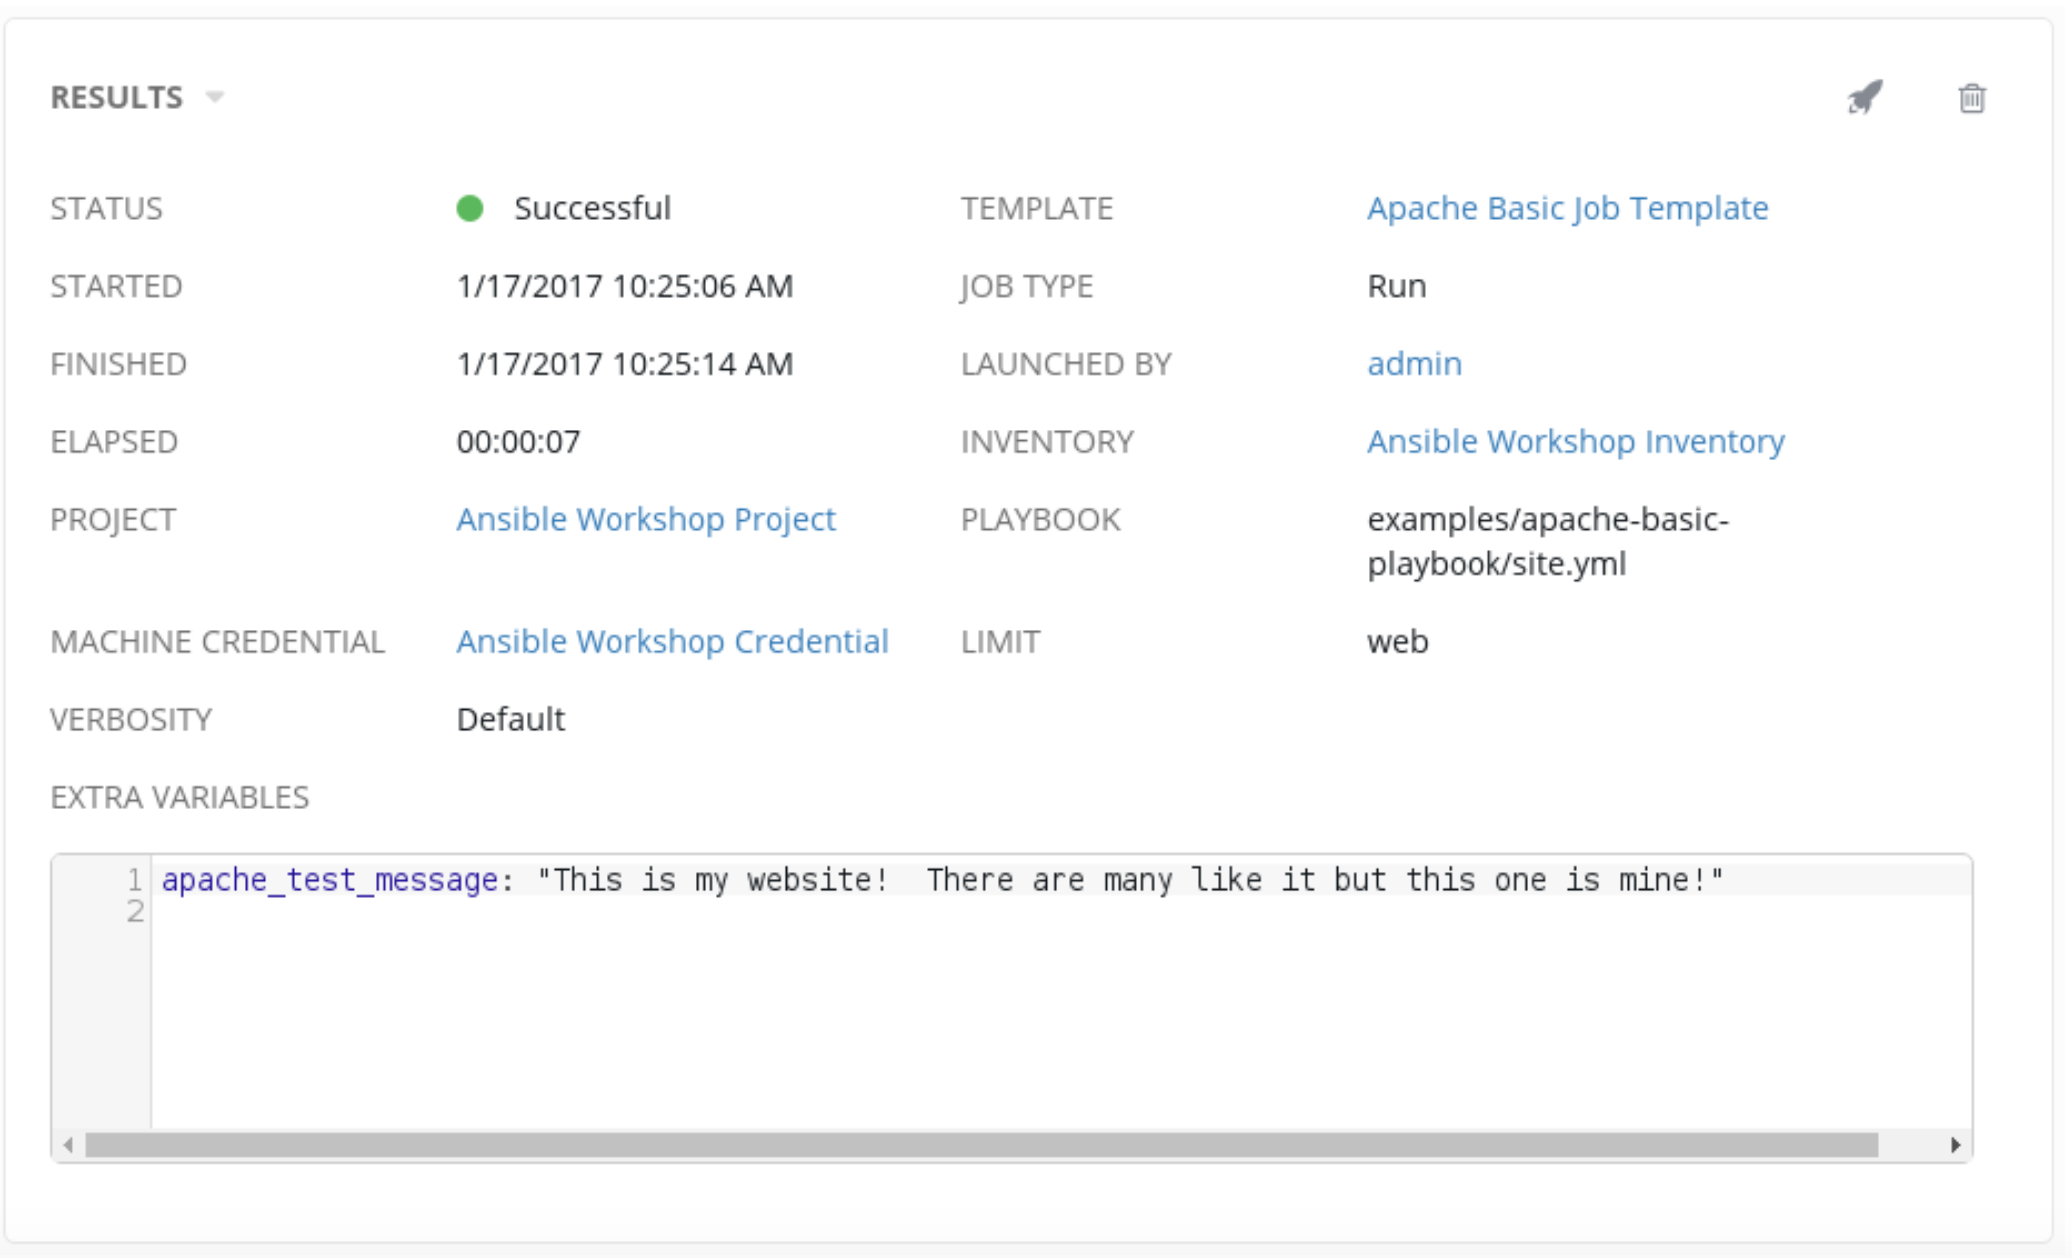 RESULTS
STATUS Successful TEMPLATE Apache Basic Job Template
STARTED 1/17/2017 10:25:06 AM JOB TYPE Run
FINISHED 1/17/2017 10:25:14 AM LAUNCHED BY admin
ELAPSED 00:00:07 INVENTORY Ansible Workshop Inventory
PROJECT Ansible Workshop Project PLAYBOOK examples/apache-basic-
playbook/site.yml
MACHINE CREDENTIAL Ansible Workshop Credential LIMIT web
VERBOSITY Default
EXTRA VARIABLES
1 apache_test_message: "This is my website!  There are many like it but this one is mine!"
2